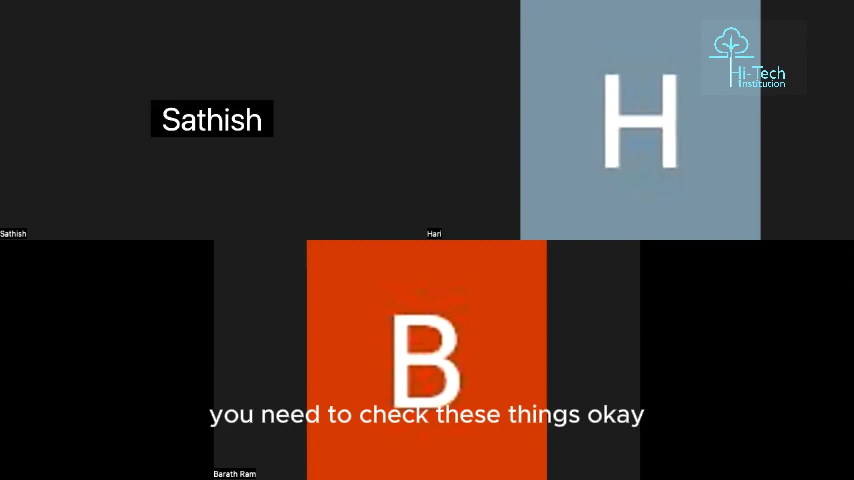 Sathish
H
Hi-Tech
Institution
Sathish
Hari
B
you need to check these things okay
Barath Ram